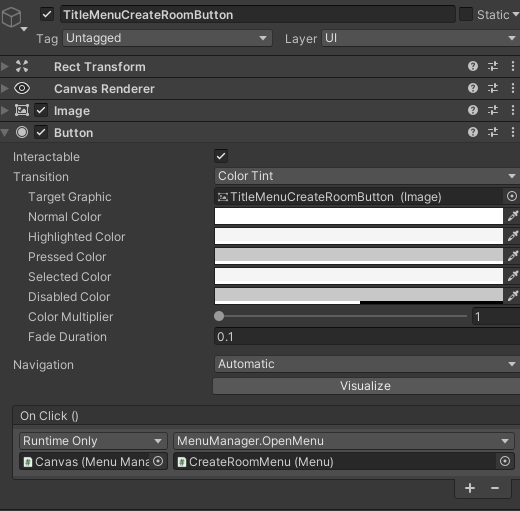 TitleMenuCreateRoomButton Static
Tag Untagged Layer UI
Rect Transform
Canvas Renderer
Image
Button
Interactable
Transition Color Tint
Target Graphic TitleMenuCreateRoomButton (Image)
Normal Color
Highlighted Color
Pressed Color
Selected Color
Disabled Color
Color Multiplier 1
Fade Duration 0.1
Navigation Automatic
Visualize
On Click ()
Runtime Only MenuManager.OpenMenu
Canvas (Menu Mana CreateRoomMenu (Menu)